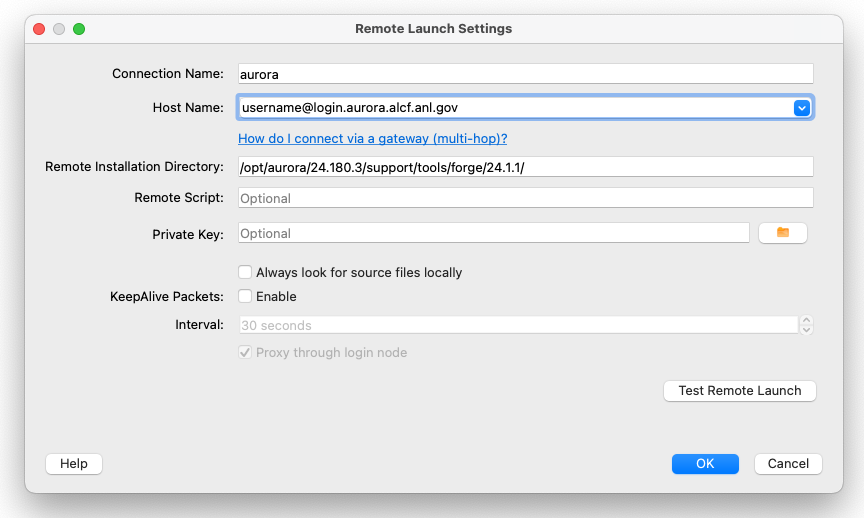 Remote Launch Settings
Connection Name: aurora
Host Name: username@login.aurora.alcf.anl.gov
How do I connect via a gateway (multi-hop)?
Remote Installation Directory: /opt/aurora/24.180.3/support/tools/forge/24.1.1/
Remote Script: Optional
Private Key: Optional
Always look for source files locally
KeepAlive Packets: Enable
Interval: 30 seconds
Proxy through login node
Test Remote Launch
Help OK Cancel